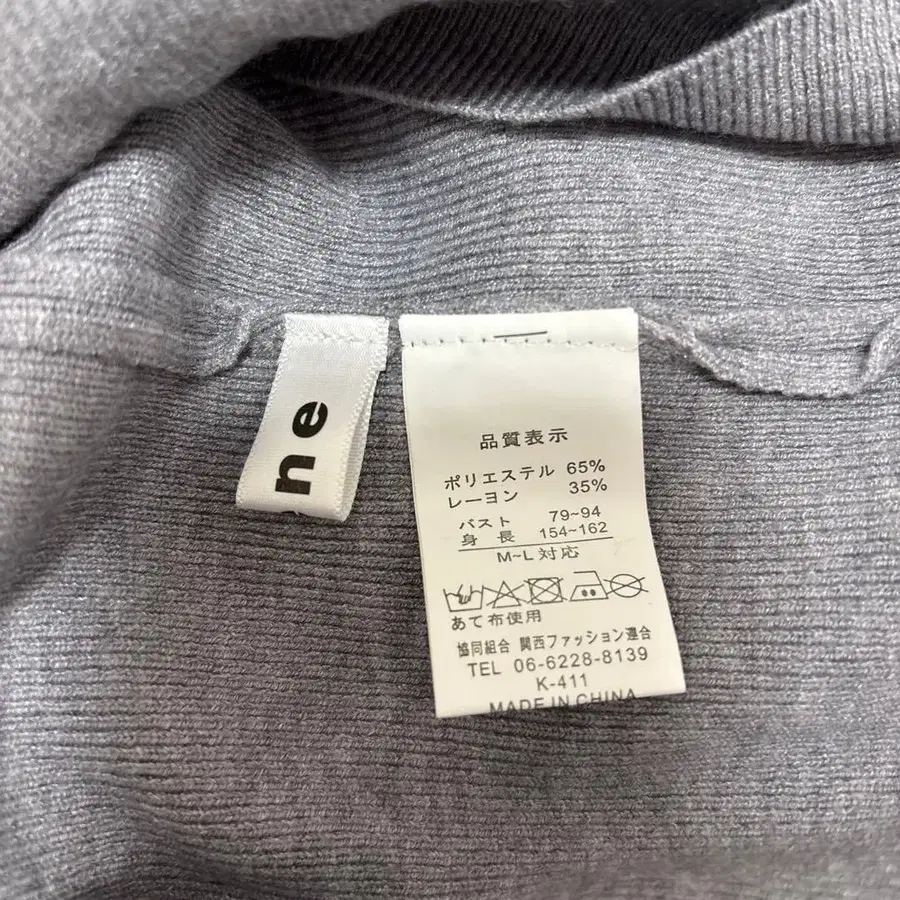 ne
品質表示
ポリエステル 65%
レーヨン 35%
バスト 79~94
身長 154~162
M~L対応
あて布使用
協同組合 関西ファッション連合
TEL 06-6228-8139
K-411
MADE IN CHINA